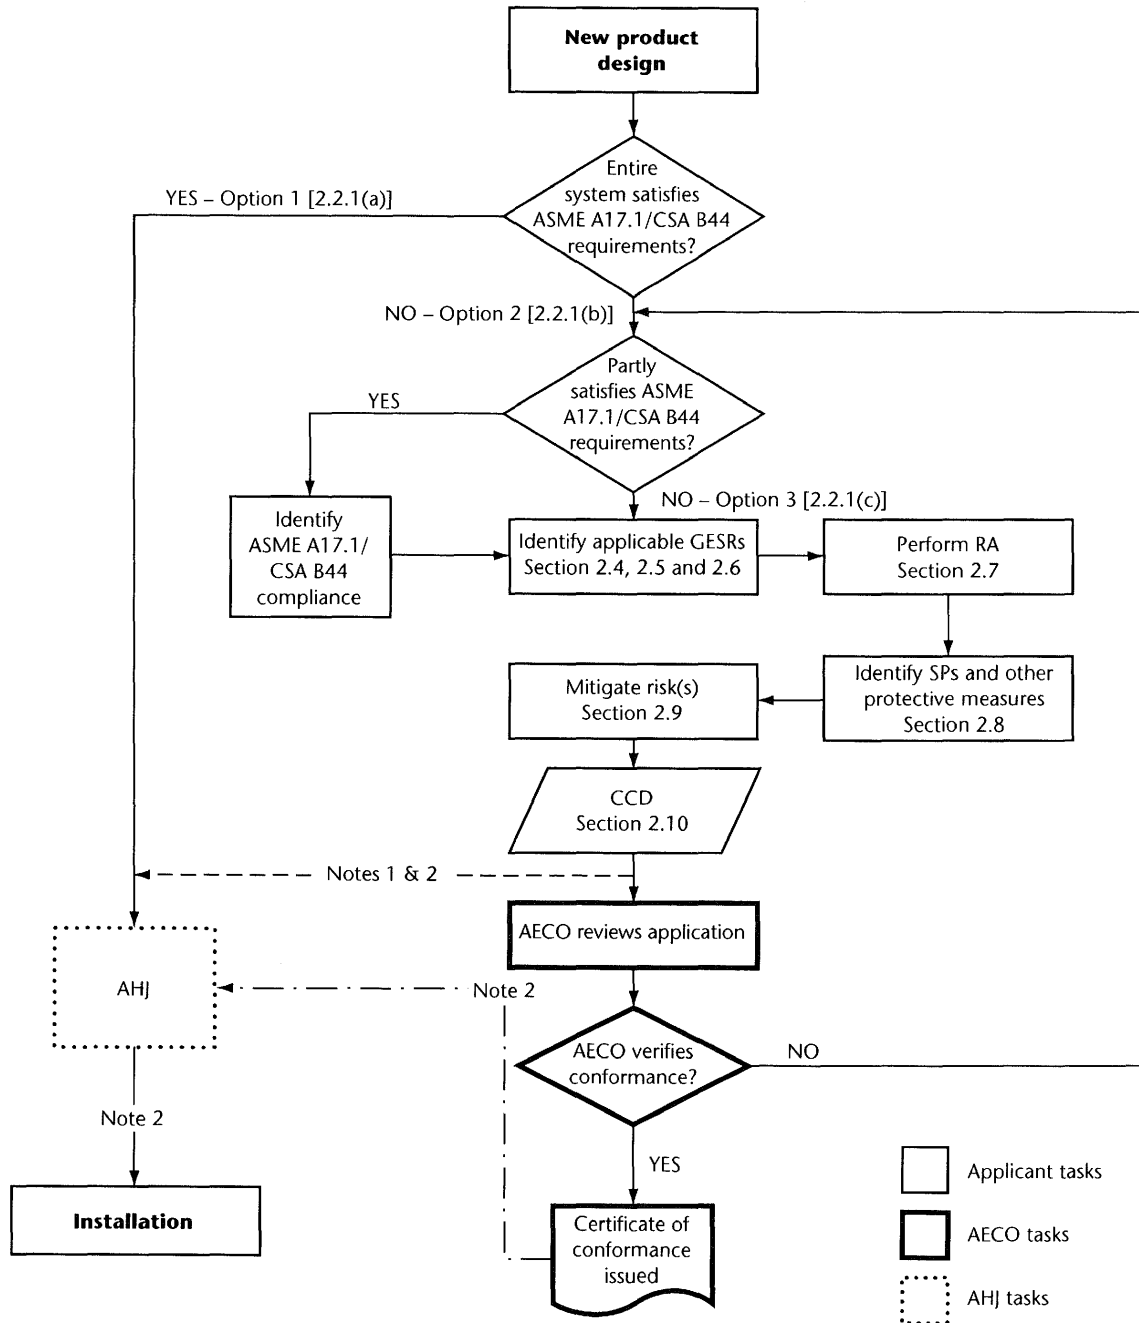 New product
design
Entire
system satisfies
ASME A17.1/CSA B44
requirements?
YES – Option 1 [2.2.1(a)]
NO – Option 2 [2.2.1(b)]
Partly
satisfies ASME
A17.1/CSA B44
requirements?
YES
NO – Option 3 [2.2.1(c)]
Identify
ASME A17.1/
CSA B44
compliance
Identify applicable GESRs
Section 2.4, 2.5 and 2.6
Perform RA
Section 2.7
Identify SPs and other
protective measures
Section 2.8
Mitigate risk(s)
Section 2.9
CCD
Section 2.10
Notes 1 & 2
AECO reviews application
AHJ
Note 2
AECO verifies
conformance?
NO
Note 2
YES
Installation
Certificate of
conformance
issued
Applicant tasks
AECO tasks
AHJ tasks